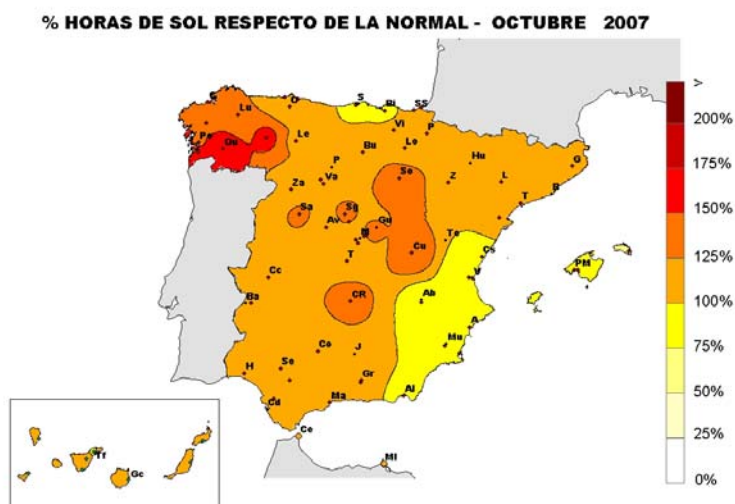 % HORAS DE SOL RESPECTO DE LA NORMAL - OCTUBRE 2007
>
200%
175%
150%
125%
100%
75%
50%
25%
0%
Lu
O
S
Bi
SS
Po
Ou
Le
Vi
P
Bu
Lo
Hu
G
P
Va
Za
So
Z
L
B
Sa
Sg
T
Av
Gu
Te
Cu
Cs
T
PM
Cc
V
Ba
CR
Ab
A
Mu
Co
J
H
Se
Gr
Al
Cd
Ma
Ce
Ml
Tf
Gc